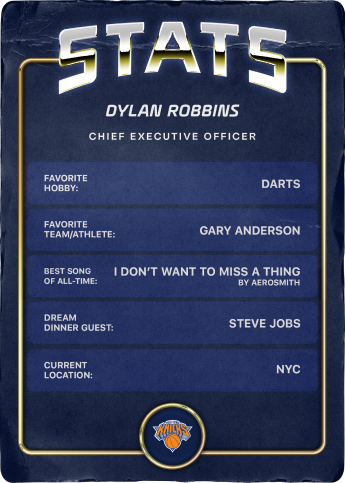 STATS
DYLAN ROBBINS
CHIEF EXECUTIVE OFFICER
FAVORITE
HOBBY:
DARTS
FAVORITE
TEAM/ATHLETE:
GARY ANDERSON
BEST SONG
OF ALL-TIME:
I DON'T WANT TO MISS A THING
BY AEROSMITH
DREAM
DINNER GUEST:
STEVE JOBS
CURRENT
LOCATION:
NYC
KNICKS